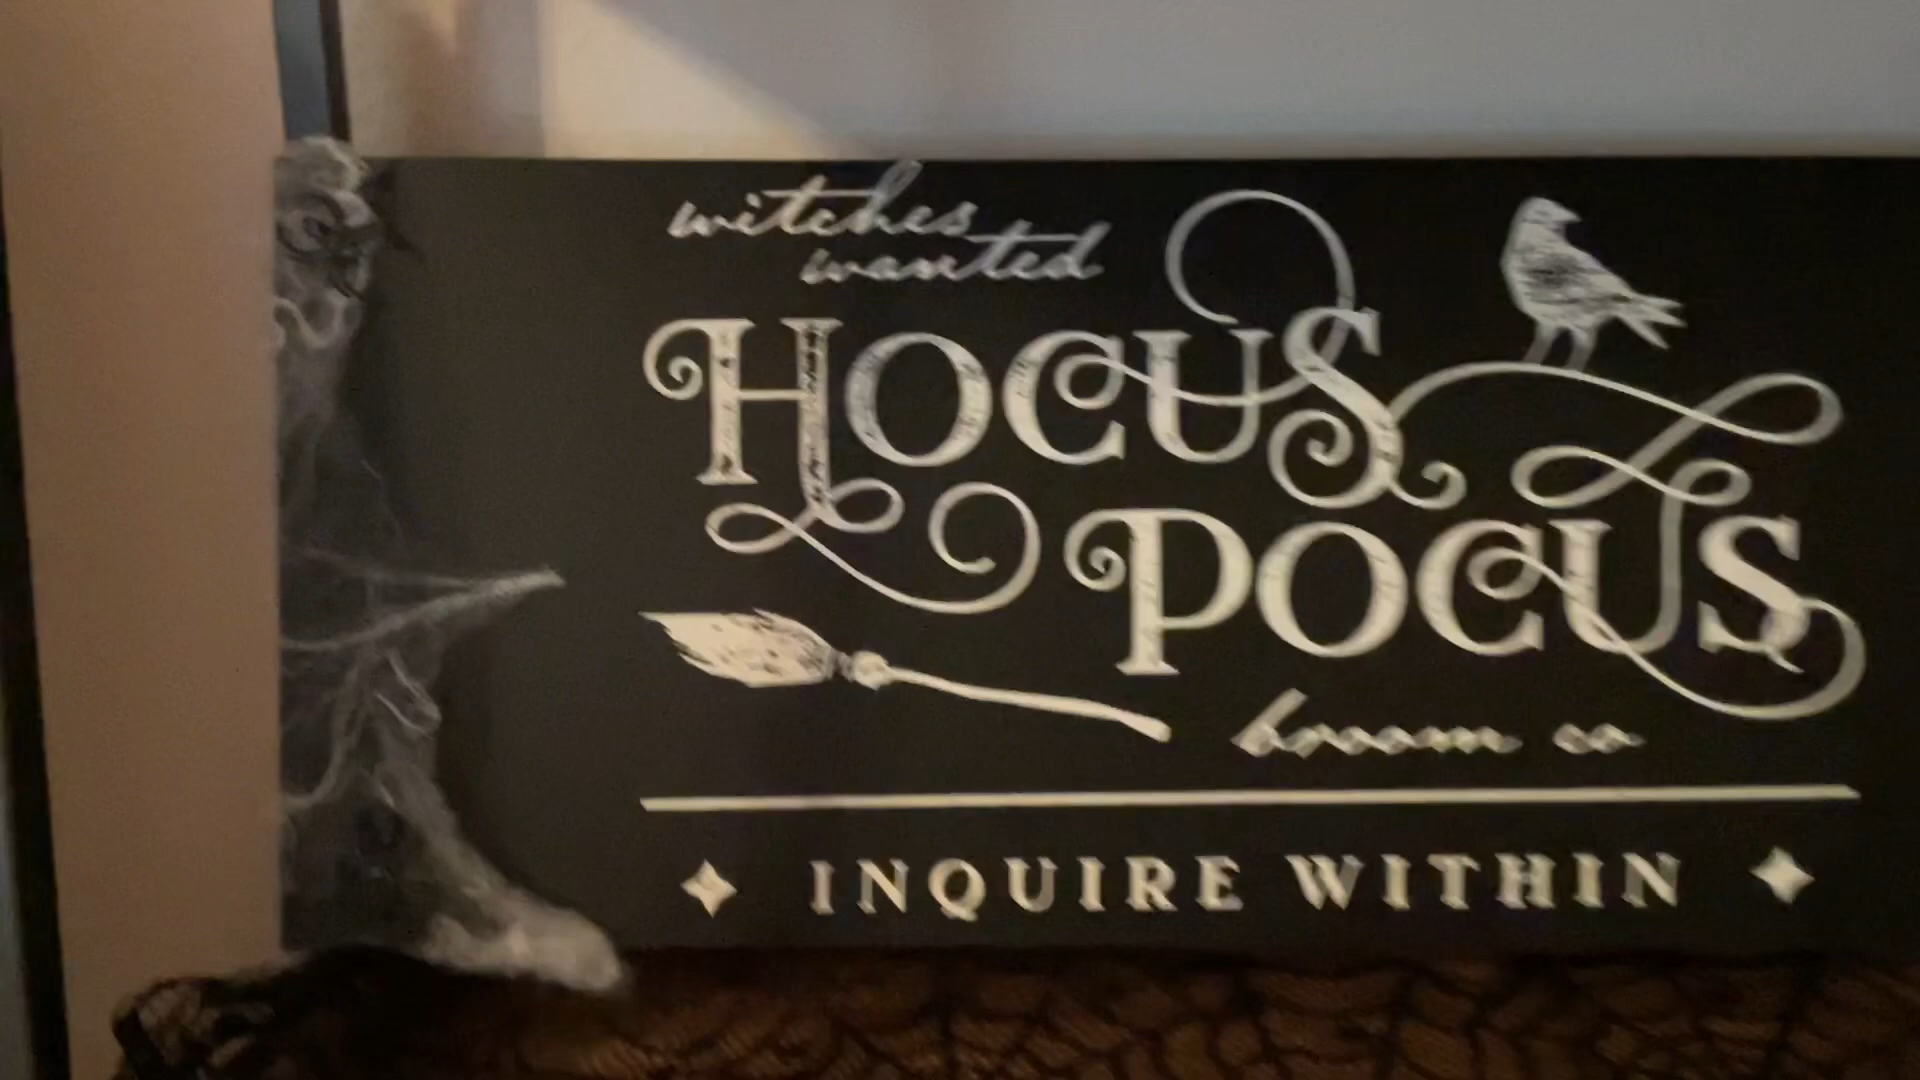 witches
wanted
HOCUS
POCUS
broom co
INQUIRE WITHIN